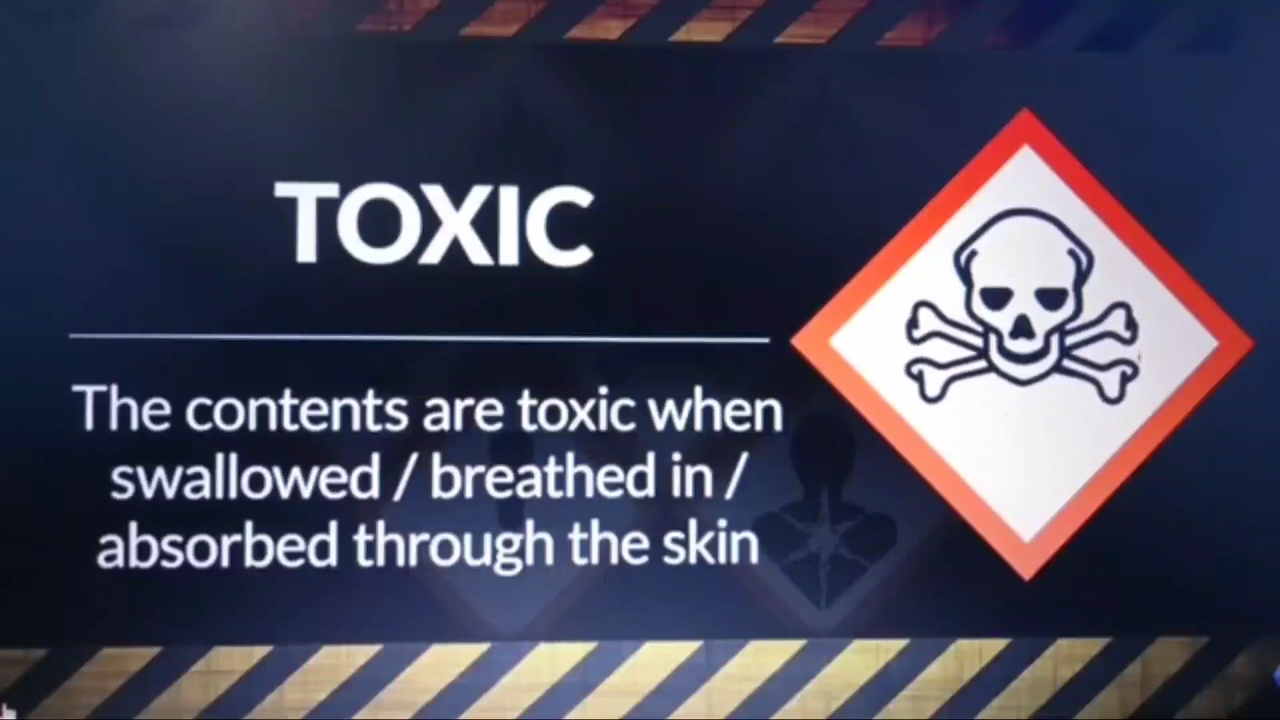 TOXIC
The contents are toxic when
swallowed / breathed in /
absorbed through the skin